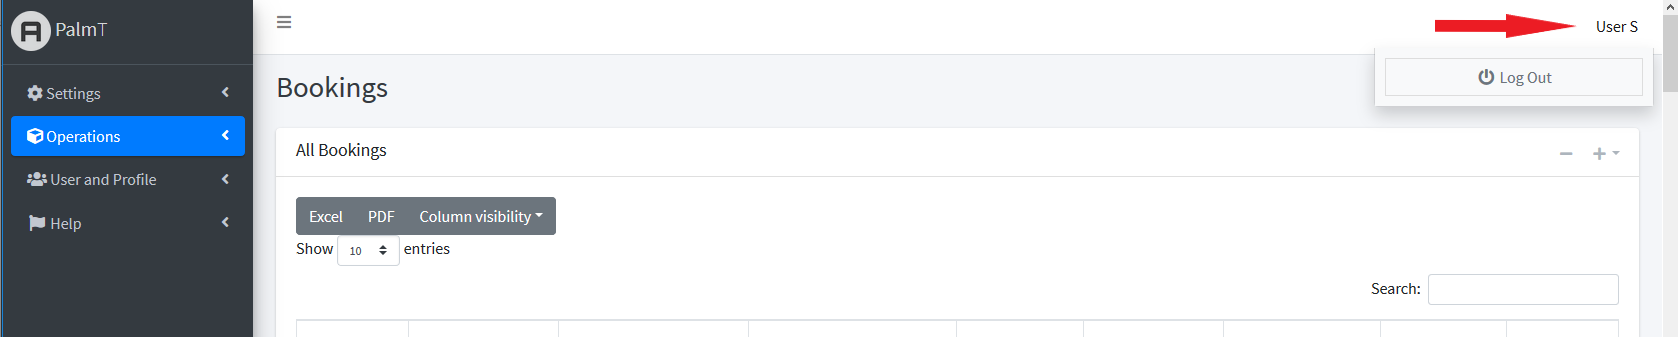 PalmT
User S
Log Out
Settings
Operations
User and Profile
Help
Bookings
All Bookings
Excel PDF Column visibility
Show 10 entries
Search: